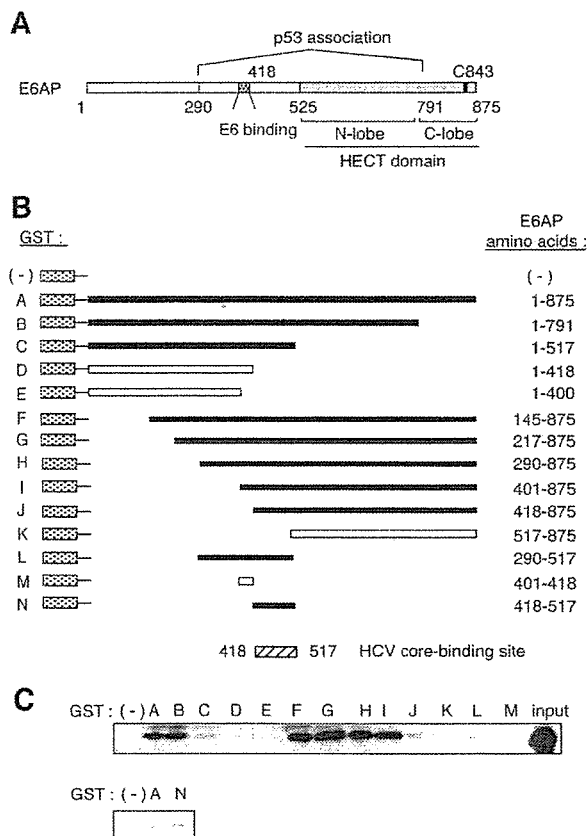 A
p53 association
418 C843
E6AP
1 290 525 791 875
E6 binding N-lobe C-lobe
HECT domain
B
GST : E6AP amino acids :
(-) (-)
A 1-875
B 1-791
C 1-517
D 1-418
E 1-400
F 145-875
G 217-875
H 290-875
I 401-875
J 418-875
K 517-875
L 290-517
M 401-418
N 418-517
418 517 HCV core-binding site
C
GST : (-) A B C D E F G H I J K L M input
GST : (-) A N